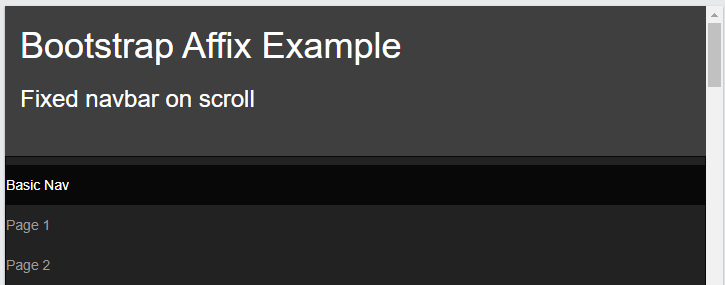 Bootstrap Affix Example
Fixed navbar on scroll
Basic Nav
Page 1
Page 2